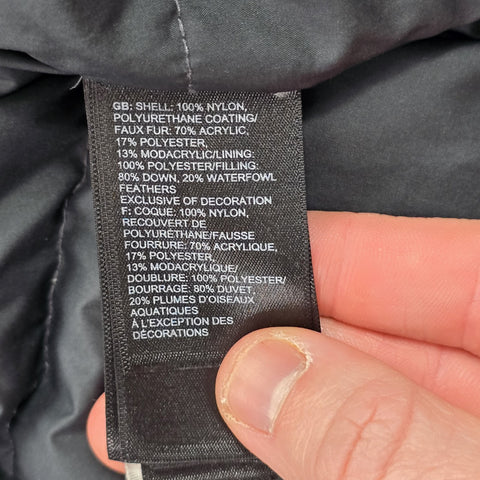 GB: SHELL: 100% NYLON,
POLYURETHANE COATING/
FAUX FUR: 70% ACRYLIC,
17% POLYESTER,
13% MODACRYLIC/LINING:
100% POLYESTER/FILLING:
80% DOWN, 20% WATERFOWL
FEATHERS
EXCLUSIVE OF DECORATION
F: COQUE: 100% NYLON,
RECOUVERT DE
POLYURÉTHANE/FAUSSE
FOURRURE: 70% ACRYLIQUE,
17% POLYESTER,
13% MODACRYLIQUE/
DOUBLURE: 100% POLYESTER/
BOURRAGE: 80% DUVET
20% PLUMES D'OISEAUX
AQUATIQUES
À L'EXCEPTION DES
DÉCORATIONS